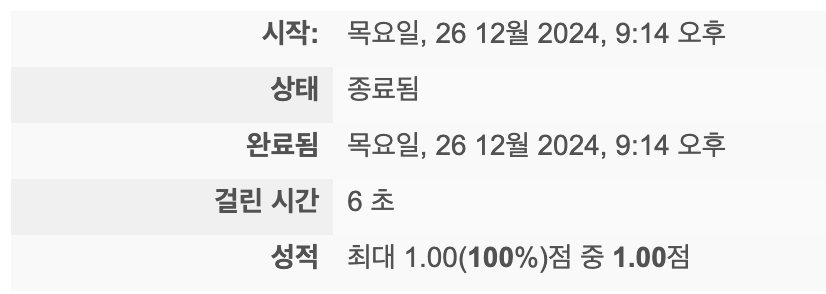 시작: 목요일, 26 12월 2024, 9:14 오후
상태 종료됨
완료됨 목요일, 26 12월 2024, 9:14 오후
걸린 시간 6 초
성적 최대 1.00(100%)점 중 1.00점